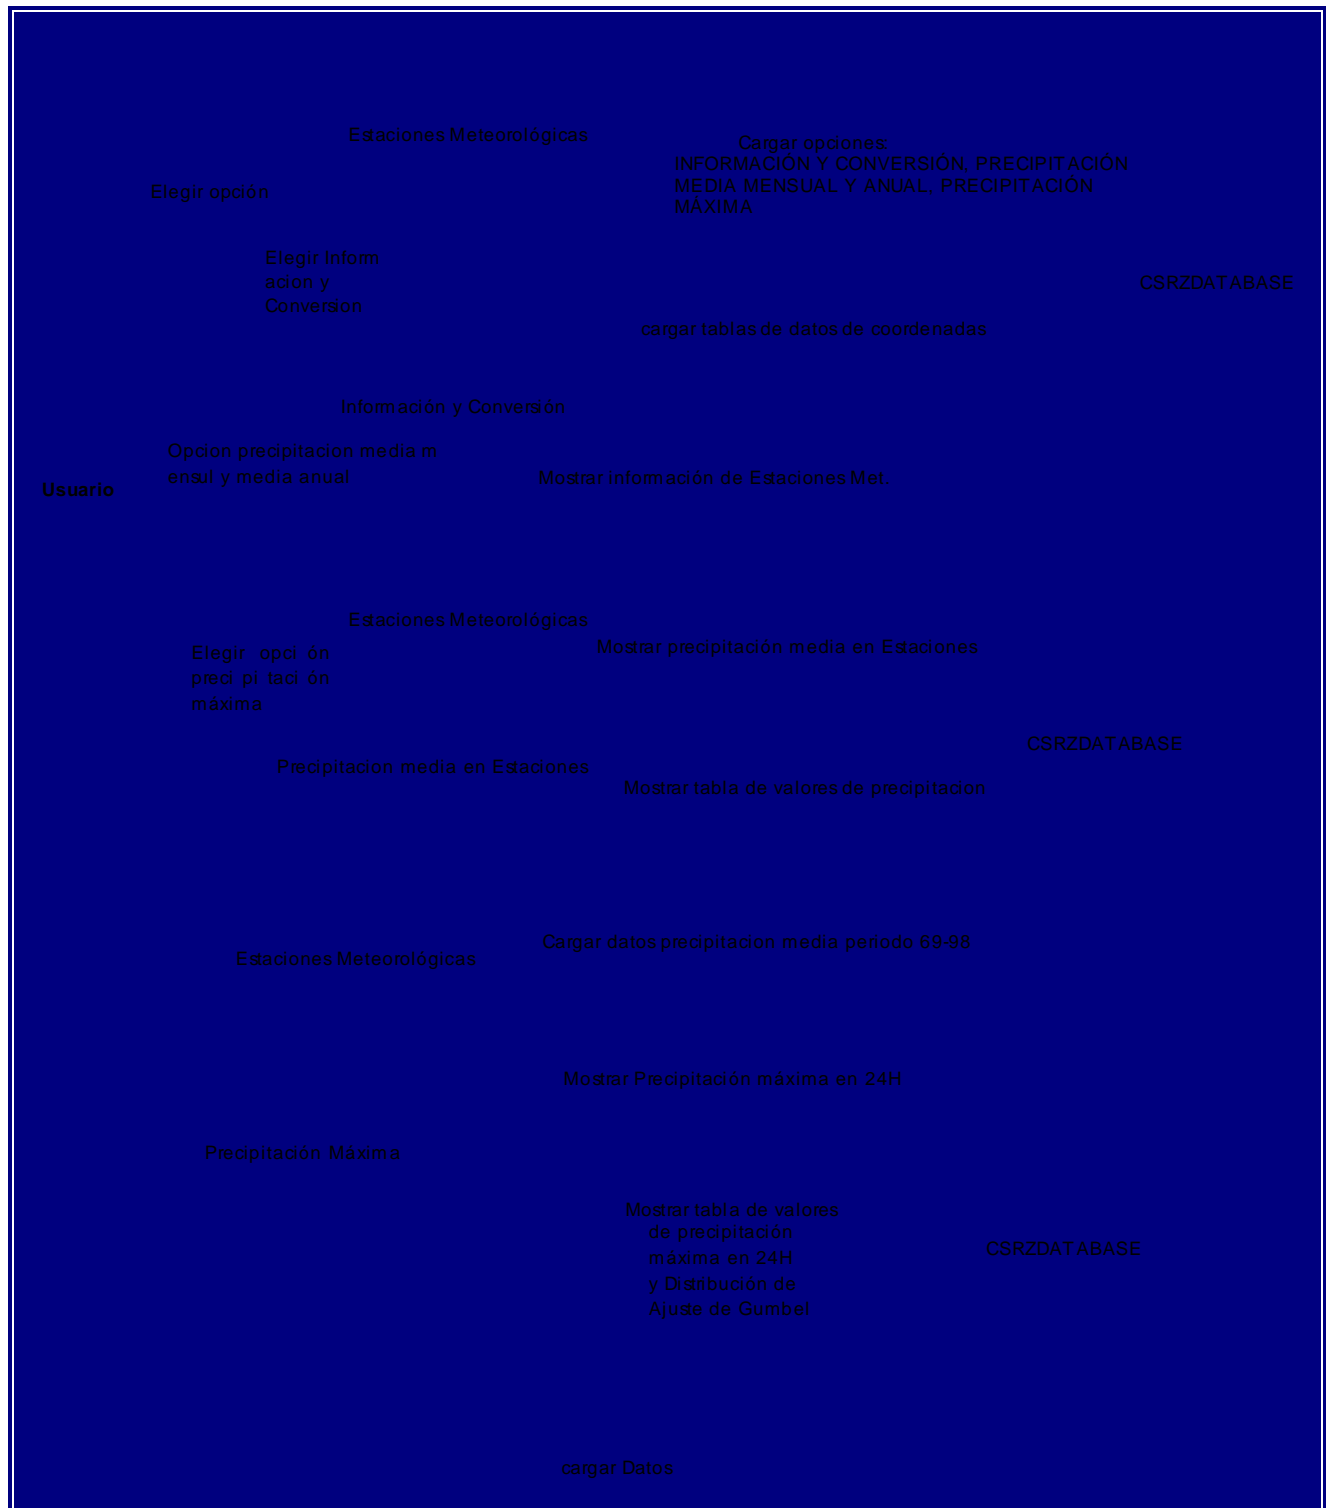 Estaciones Meteorológicas
Cargar opciones:
INFORMACIÓN Y CONVERSIÓN, PRECIPITACIÓN
MEDIA MENSUAL Y ANUAL, PRECIPITACIÓN
MÁXIMA
Elegir opción
Elegir Inform
ación y
Conversión
CSRZDATABASE
cargar tablas de datos de coordenadas
Información y Conversión
Opcion precipitacion media m
ensul y media anual
Usuario
Mostrar información de Estaciones Met.
Estaciones Meteorológicas
Mostrar precipitación media en Estaciones
Elegir opci ón
preci pi taci ón
máxima
CSRZDATABASE
Precipitacion media en Estaciones
Mostrar tabla de valores de precipitacion
Cargar datos precipitacion media periodo 69-98
Estaciones Meteorológicas
Mostrar Precipitación máxima en 24H
Precipitación Máxima
Mostrar tabla de valores
de precipitación
máxima en 24H
y Distribución de
Ajuste de Gumbel
CSRZDATABASE
cargar Datos